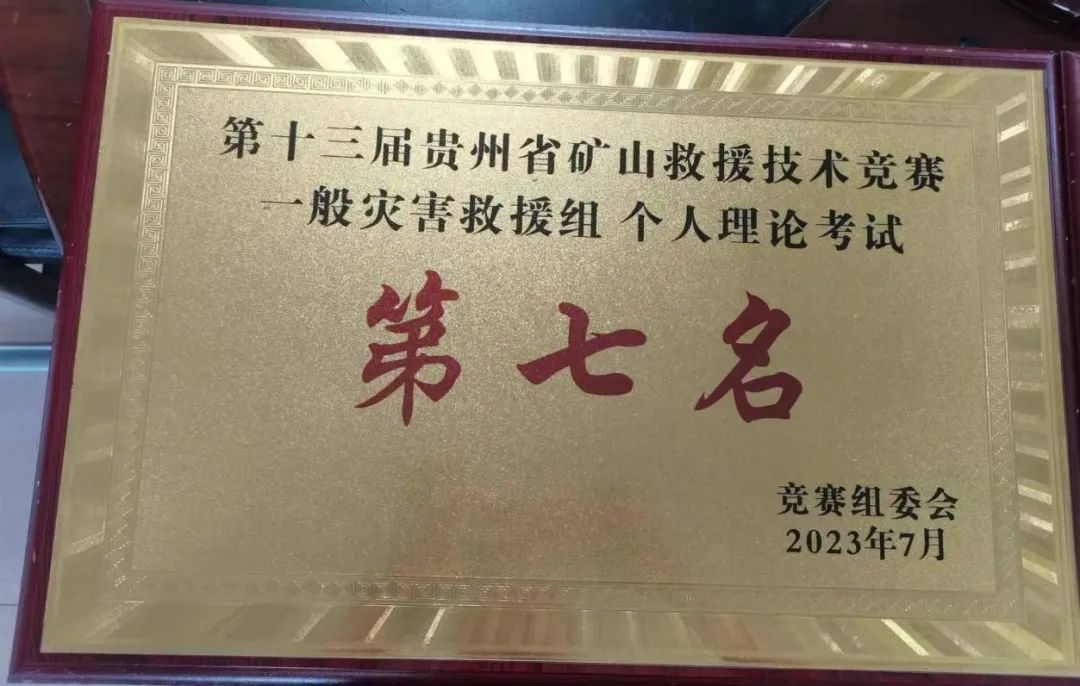 第十三届贵州省矿山救援技术竞赛
一般灾害救援组 个人理论考试
第七名
竞赛组委会
2023年7月